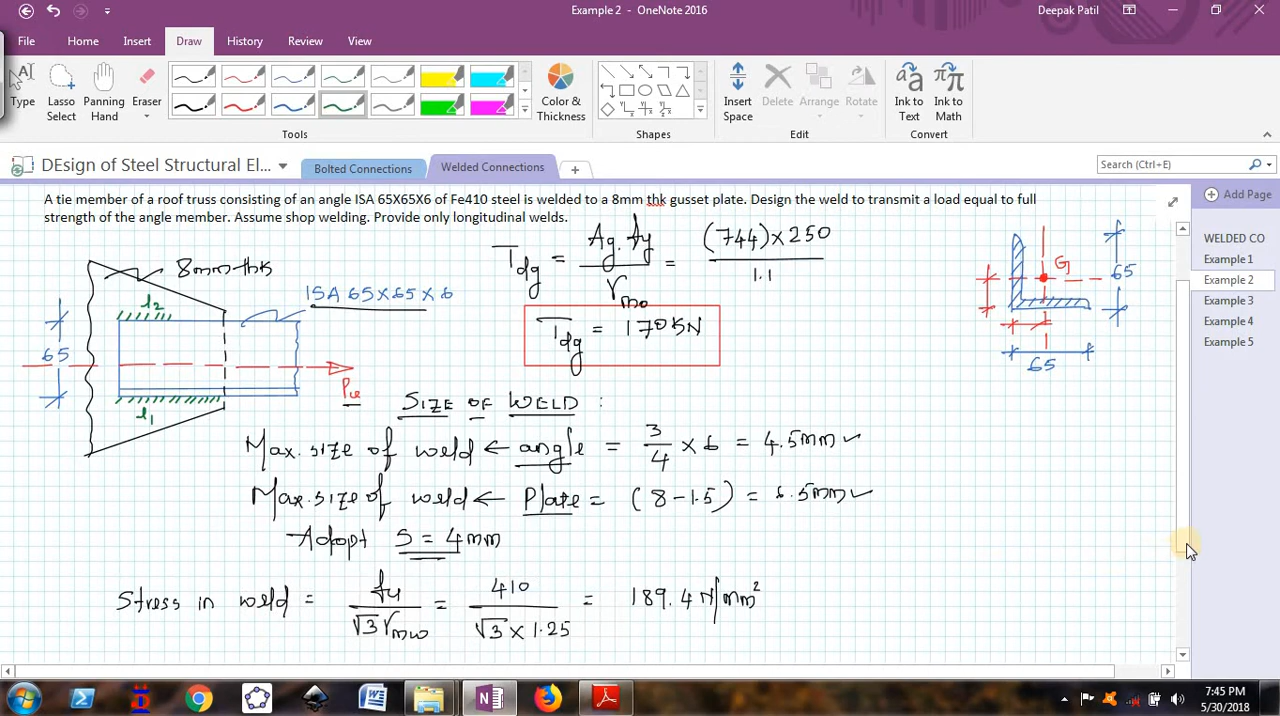 Example 2 - OneNote 2016
Deepak Patil
File Home Insert Draw History Review View
Type
Lasso Select
Panning Hand
Eraser
Color & Thickness
Insert Space
Delete
Arrange
Rotate
Ink to Text
Ink to Math
Tools
Shapes
Edit
Convert
DEsign of Steel Structural El...
Bolted Connections
Welded Connections
Search (Ctrl+E)
Add Page
WELDED CO
Example 1
Example 2
Example 3
Example 4
Example 5
A tie member of a roof truss consisting of an angle ISA 65X65X6 of Fe410 steel is welded to a 8mm thk gusset plate. Design the weld to transmit a load equal to full
strength of the angle member. Assume shop welding. Provide only longitudinal welds.
8mm thk
l2
ISA 65x65x6
65
Pu
l1
Tdg = Ag.fy / γmo = (744)x250 / 1.1
Tdg = 170 kN
G
65
65
SIZE OF WELD :
Max. size of weld ← angle = 3/4 x 6 = 4.5mm ✓
Max. size of weld ← Plate = (8-1.5) = 6.5mm ✓
Adopt S = 4mm
Stress in weld = fu / √3 γmw = 410 / √3 x 1.25 = 189.4 N/mm²
7:45 PM
5/30/2018